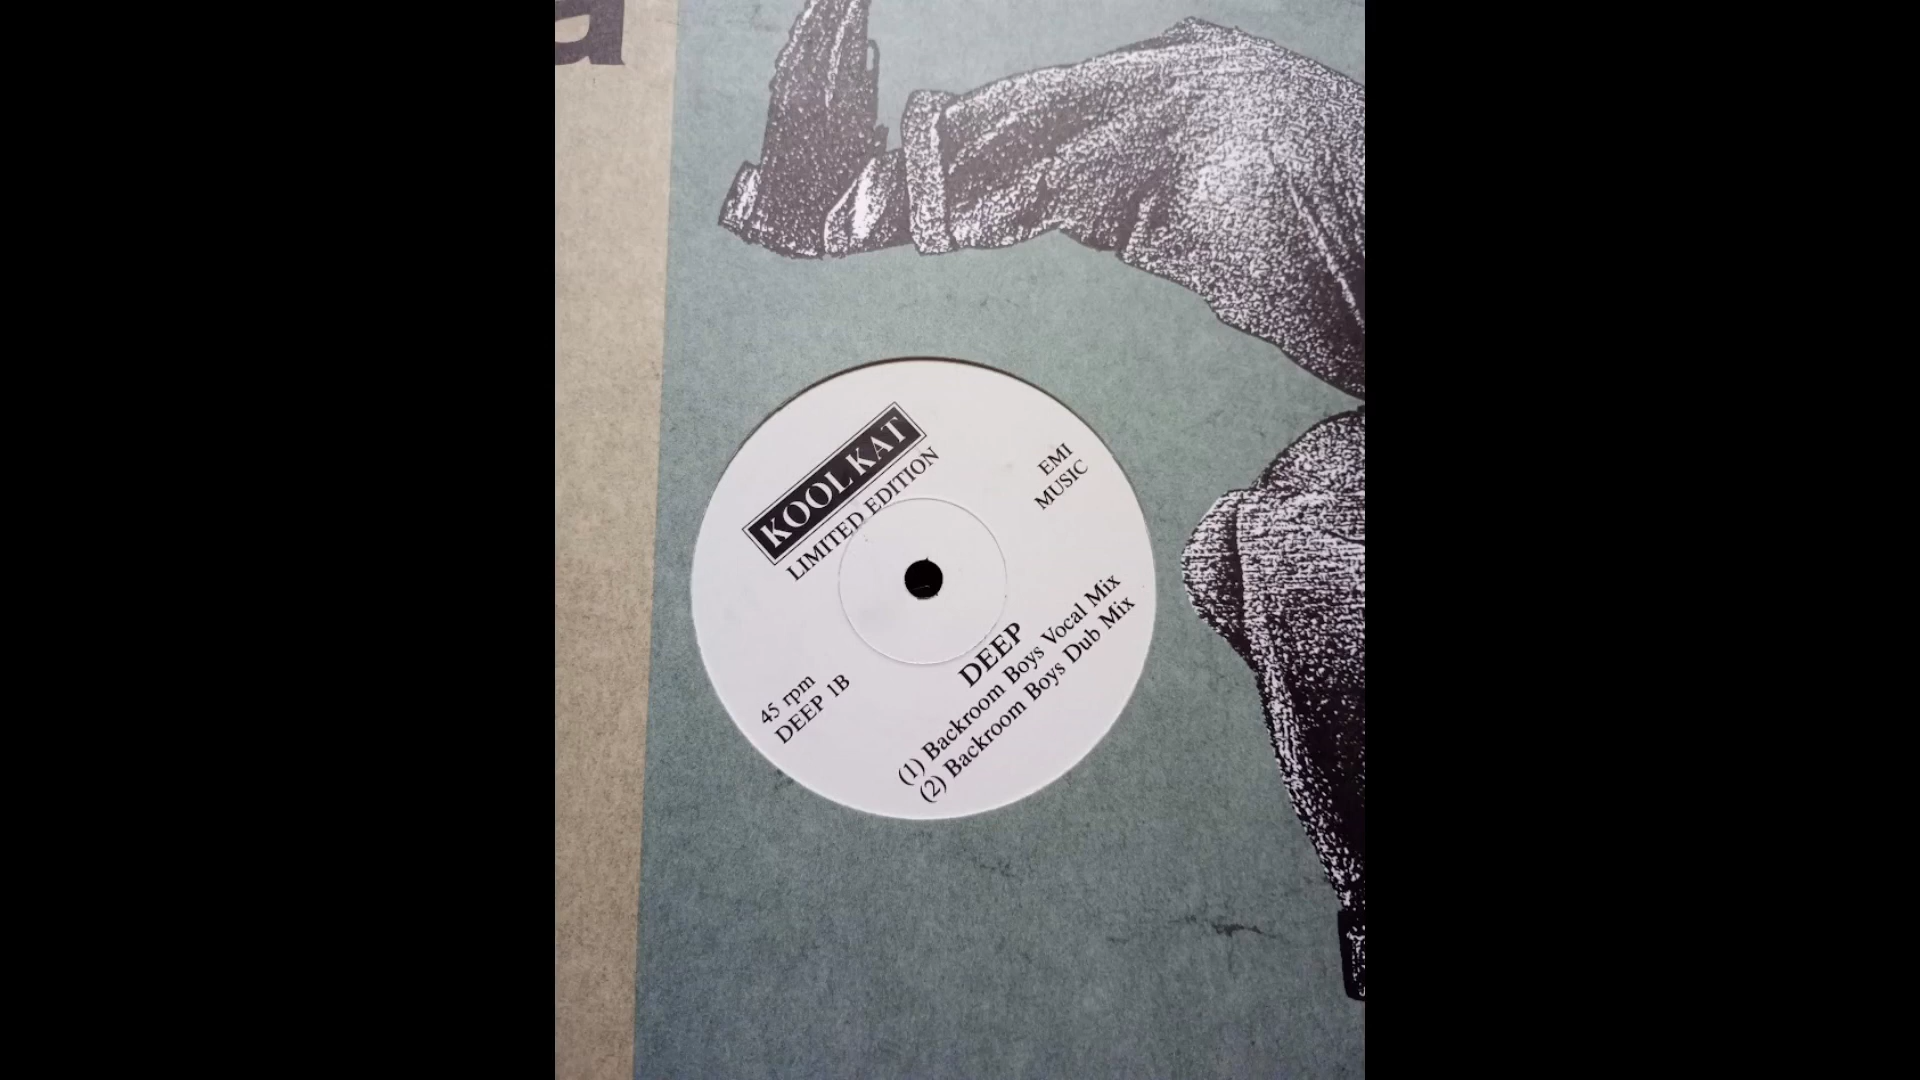 a
KOOL KAT
LIMITED EDITION
EMI
MUSIC
45 rpm
DEEP 1B
DEEP
(1) Backroom Boys Vocal Mix
(2) Backroom Boys Dub Mix